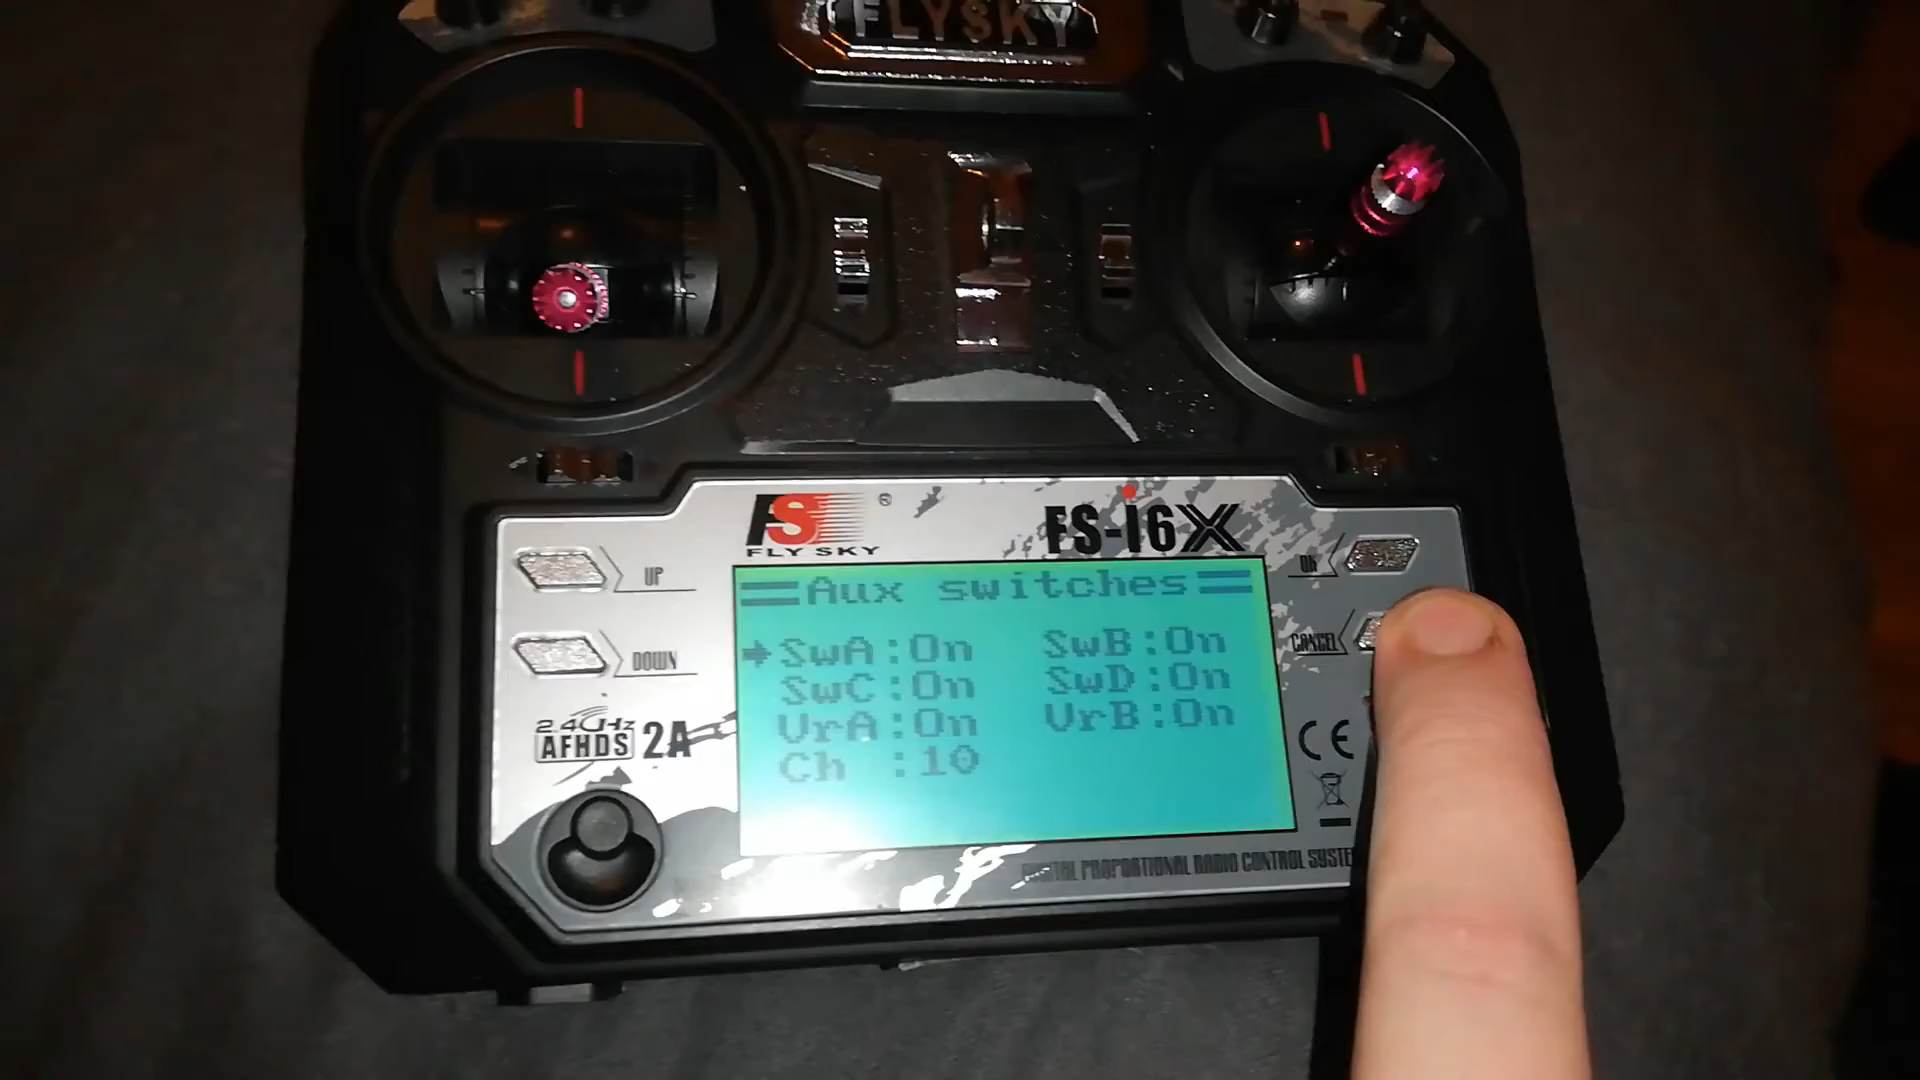 FLYSKY
FS ®
FLY SKY
FS-i6X
UP
OK
DOWN
CANCEL
Aux switches
SwA:On SwB:On
SwC:On SwD:On
VrA:On VrB:On
Ch :10
2.4GHz
AFHDS 2A
CE
DIGITAL PROPORTIONAL RADIO CONTROL SYSTE